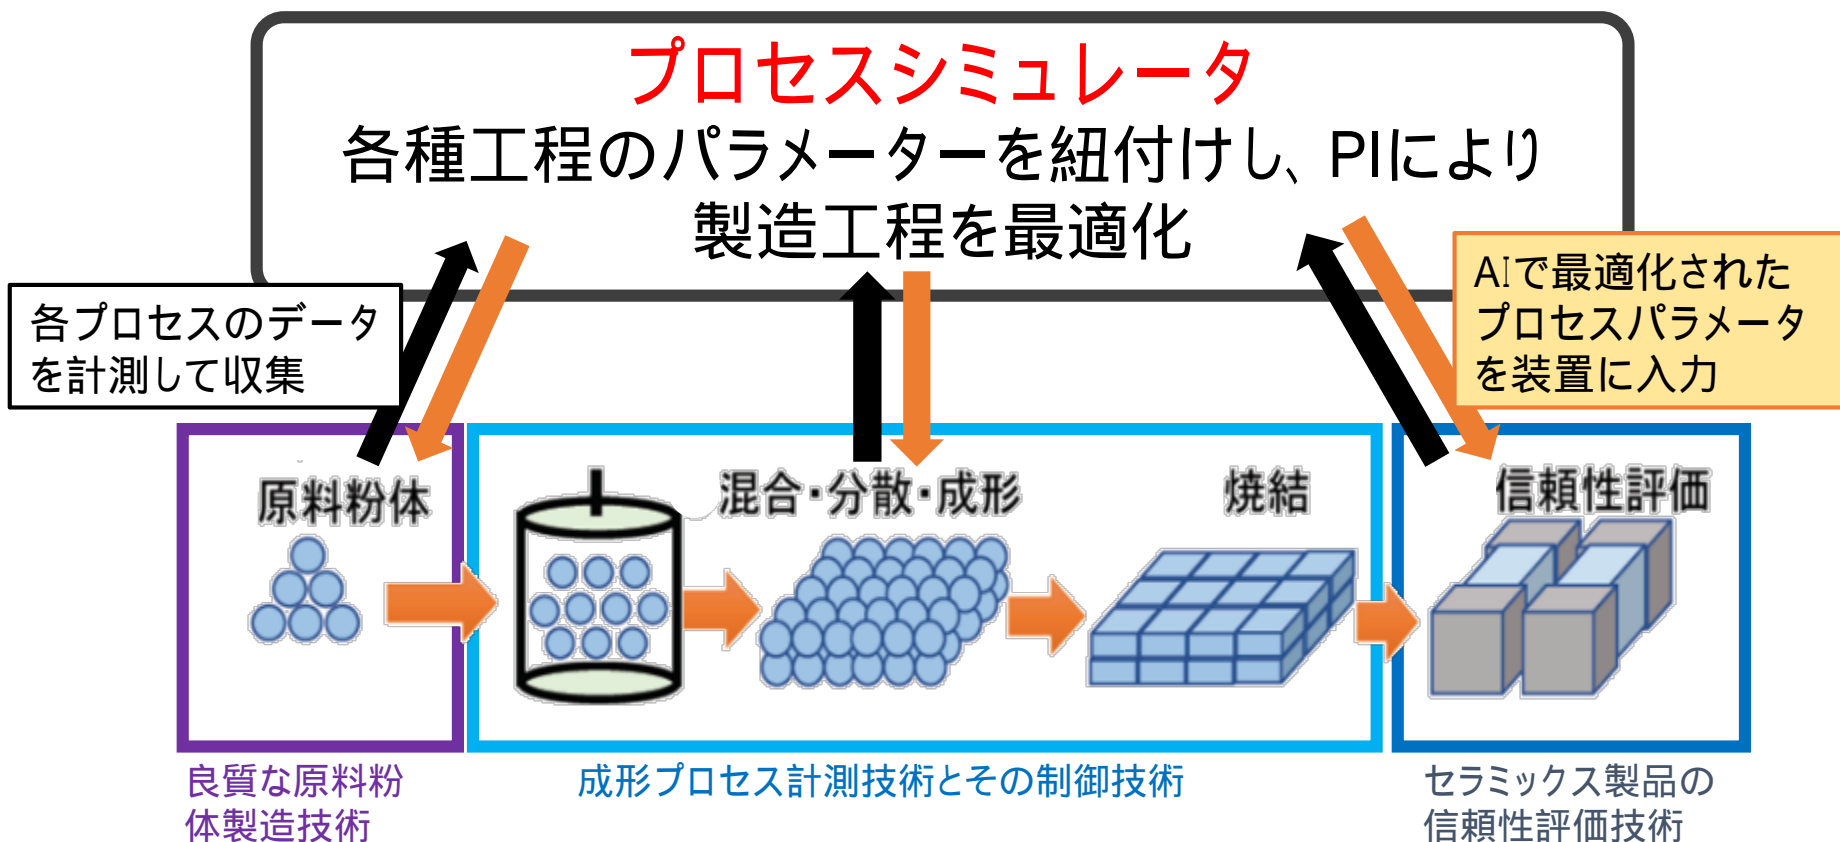 プロセスシミュレータ
各種工程のパラメーターを紐付けし、PIにより
製造工程を最適化
各プロセスのデータ
を計測して収集
AIで最適化された
プロセスパラメータ
を装置に入力
原料粉体
混合・分散・成形
焼結
信頼性評価
良質な原料粉
体製造技術
成形プロセス計測技術とその制御技術
セラミックス製品の
信頼性評価技術